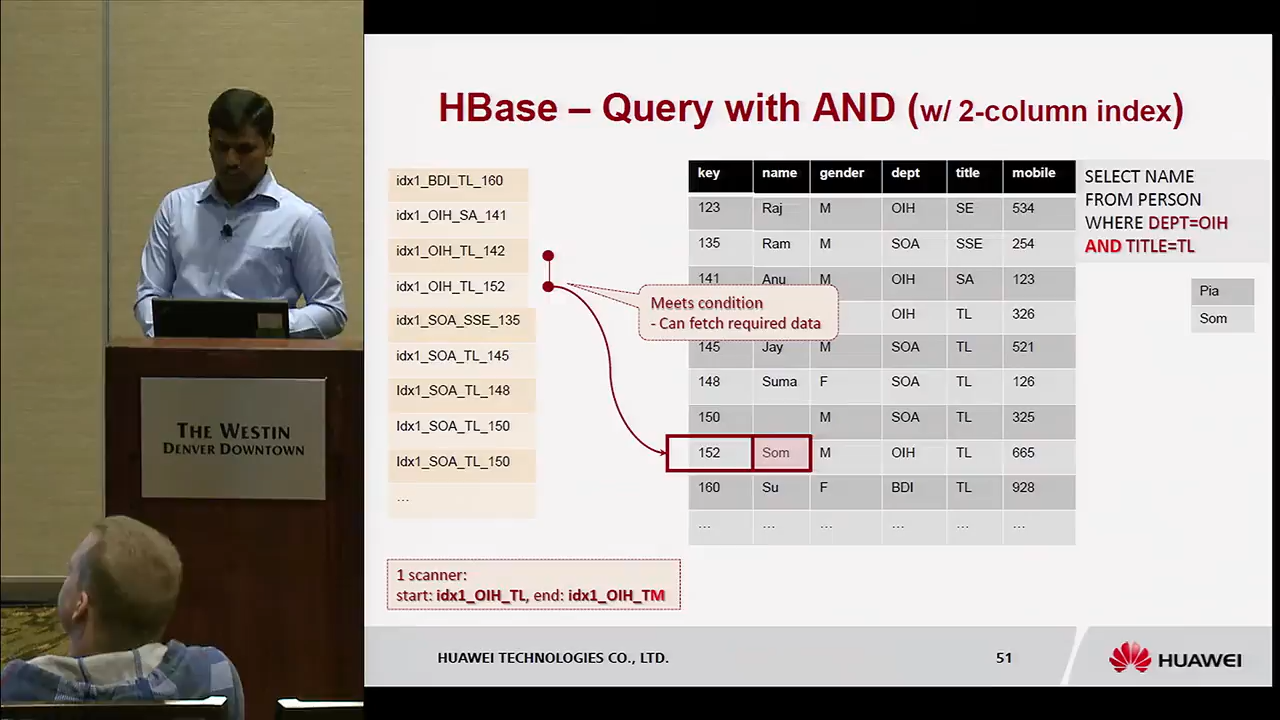 HBase – Query with AND (w/ 2-column index)
idx1_BDI_TL_160
idx1_OIH_SA_141
idx1_OIH_TL_142
idx1_OIH_TL_152
idx1_SOA_SSE_135
idx1_SOA_TL_145
Idx1_SOA_TL_148
Idx1_SOA_TL_150
Idx1_SOA_TL_150
...
key name gender dept title mobile
123 Raj M OIH SE 534
135 Ram M SOA SSE 254
141 Anu M OIH SA 123
OIH TL 326
145 Jay M SOA TL 521
148 Suma F SOA TL 126
150 M SOA TL 325
152 Som M OIH TL 665
160 Su F BDI TL 928
... ... ... ... ... ...
Meets condition
- Can fetch required data
SELECT NAME
FROM PERSON
WHERE DEPT=OIH
AND TITLE=TL
Pia
Som
1 scanner:
start: idx1_OIH_TL, end: idx1_OIH_TM
HUAWEI TECHNOLOGIES CO., LTD.
51
HUAWEI
THE WESTIN
DENVER DOWNTOWN